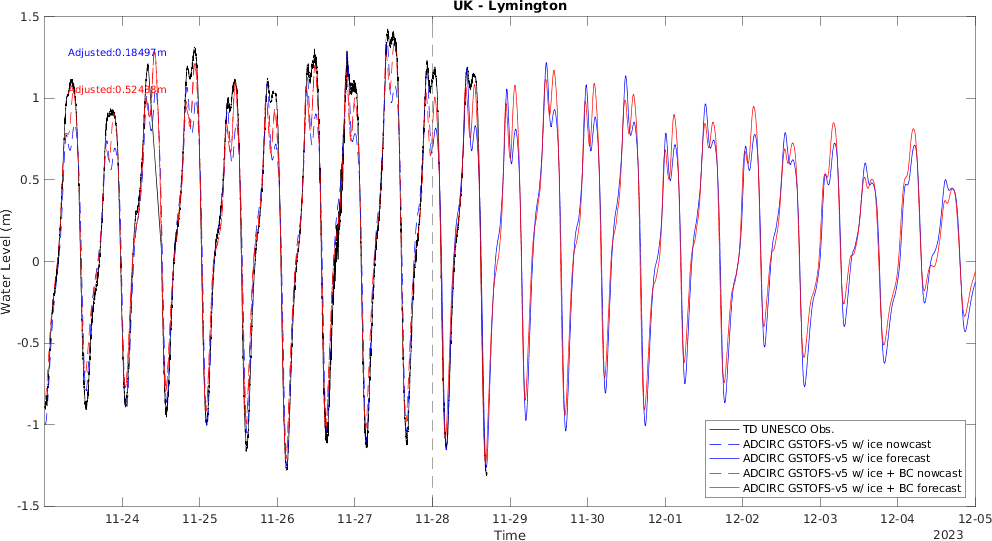 UK - Lymington
Water Level (m)
1.5
1
0.5
0
-0.5
-1
-1.5
Adjusted:0.18497m
11-24
11-25
11-26
11-27
11-28
11-29
11-30
12-01
12-02
12-03
12-04
12-05
Time
2023
TD UNESCO Obs.
ADCIRC GSTOFS-v5 w/ ice nowcast
ADCIRC GSTOFS-v5 w/ ice forecast
ADCIRC GSTOFS-v5 w/ ice + BC nowcast
ADCIRC GSTOFS-v5 w/ ice + BC forecast